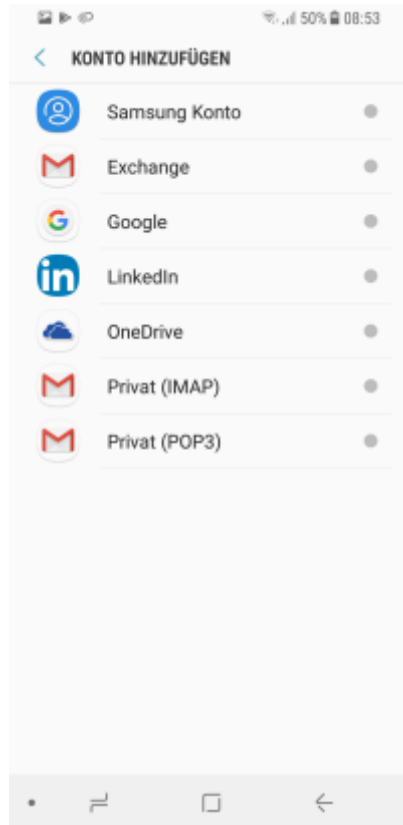 50% 08:53
KONTO HINZUFÜGEN
Samsung Konto
Exchange
Google
LinkedIn
OneDrive
Privat (IMAP)
Privat (POP3)